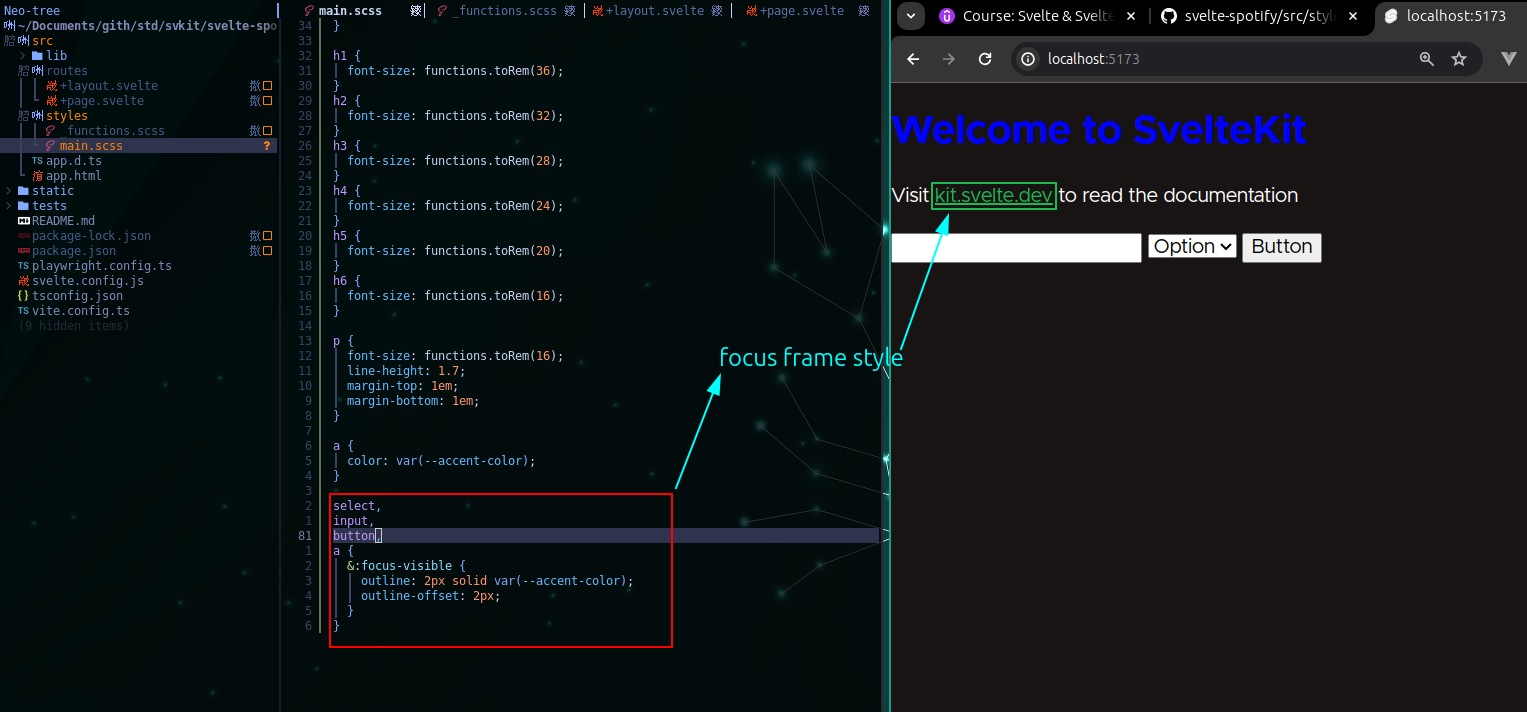 Neo-tree
~/Documents/gith/std/svkit/svelte-spo
src
lib
routes
+layout.svelte
+page.svelte
styles
_functions.scss
main.scss ?
TS app.d.ts
app.html
static
tests
README.md
package-lock.json
package.json
TS playwright.config.ts
svelte.config.js
{} tsconfig.json
TS vite.config.ts
(9 hidden items)
main.scss _functions.scss +layout.svelte +page.svelte
34 }
33
32 h1 {
31 font-size: functions.toRem(36);
30 }
29 h2 {
28 font-size: functions.toRem(32);
27 }
26 h3 {
25 font-size: functions.toRem(28);
24 }
23 h4 {
22 font-size: functions.toRem(24);
21 }
20 h5 {
19 font-size: functions.toRem(20);
18 }
17 h6 {
16 font-size: functions.toRem(16);
15 }
14
13 p {
12 font-size: functions.toRem(16);
11 line-height: 1.7;
10 margin-top: 1em;
9 margin-bottom: 1em;
8 }
7
6 a {
5 color: var(--accent-color);
4 }
3
2 select,
1 input,
81 button,
1 a {
2 &:focus-visible {
3 outline: 2px solid var(--accent-color);
4 outline-offset: 2px;
5 }
6 }
focus frame style
Course: Svelte & Svelte
svelte-spotify/src/style
localhost:5173
localhost:5173
Welcome to SvelteKit
Visit kit.svelte.dev to read the documentation
Option
Button